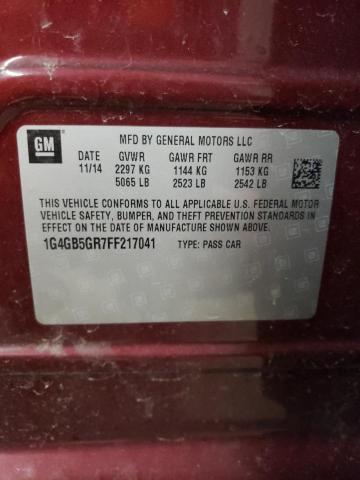 GM
MFD BY GENERAL MOTORS LLC
DATE GVWR GAWR FRT GAWR RR
11/14 2297 KG 1144 KG 1153 KG
5065 LB 2523 LB 2542 LB
THIS VEHICLE CONFORMS TO ALL APPLICABLE U.S. FEDERAL MOTOR
VEHICLE SAFETY, BUMPER, AND THEFT PREVENTION STANDARDS
IN EFFECT ON THE DATE OF MANUFACTURE SHOWN ABOVE.
1G4GB5GR7FF217041 TYPE: PASS CAR